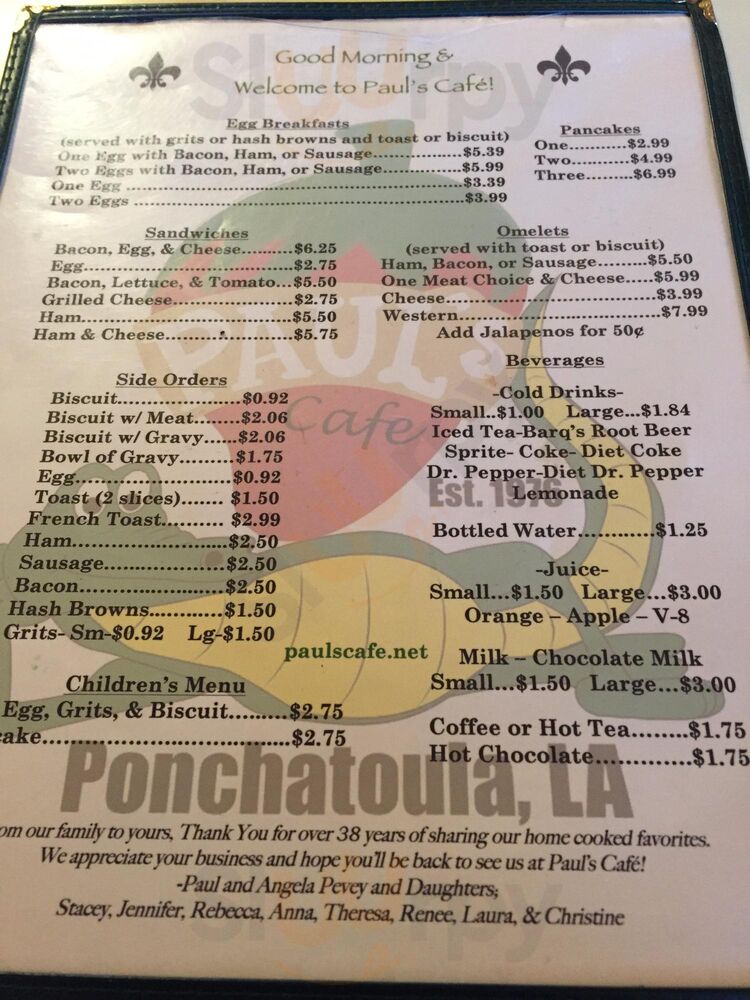 Good Morning &
Welcome to Paul's Café!
Egg Breakfasts
(served with grits or hash browns and toast or biscuit)
One Egg with Bacon, Ham, or Sausage..................$5.39
Two Eggs with Bacon, Ham, or Sausage................$5.99
One Egg ..................................................................$3.39
Two Eggs ................................................................$3.99
Pancakes
One...........$2.99
Two...........$4.99
Three.........$6.99
Sandwiches
Bacon, Egg, & Cheese..........$6.25
Egg..........................................$2.75
Bacon, Lettuce, & Tomato...$5.50
Grilled Cheese.......................$2.75
Ham.........................................$5.50
Ham & Cheese.......................$5.75
Omelets
(served with toast or biscuit)
Ham, Bacon, or Sausage.........$5.50
One Meat Choice & Cheese.....$5.99
Cheese.......................................$3.99
Western......................................$7.99
Add Jalapenos for 50¢
Side Orders
Biscuit....................$0.92
Biscuit w/ Meat........$2.06
Biscuit w/ Gravy......$2.06
Bowl of Gravy..........$1.75
Egg...........................$0.92
Toast (2 slices)....... $1.50
French Toast.......... $2.99
Ham.........................$2.50
Sausage...................$2.50
Bacon.......................$2.50
Hash Browns............$1.50
Grits- Sm-$0.92 Lg-$1.50
Beverages
-Cold Drinks-
Small..$1.00 Large...$1.84
Iced Tea-Barq's Root Beer
Sprite- Coke- Diet Coke
Dr. Pepper-Diet Dr. Pepper
Lemonade
Bottled Water............$1.25
-Juice-
Small...$1.50 Large...$3.00
Orange – Apple – V-8
Milk – Chocolate Milk
Small...$1.50 Large...$3.00
Coffee or Hot Tea........$1.75
Hot Chocolate..............$1.75
PAUL'S
Cafe
Est. 1976
paulscafe.net
Children's Menu
Egg, Grits, & Biscuit........$2.75
ake...................................$2.75
Ponchatoula, LA
om our family to yours, Thank You for over 38 years of sharing our home cooked favorites.
We appreciate your business and hope you'll be back to see us at Paul's Café!
-Paul and Angela Pevey and Daughters;
Stacey, Jennifer, Rebecca, Anna, Theresa, Renee, Laura, & Christine